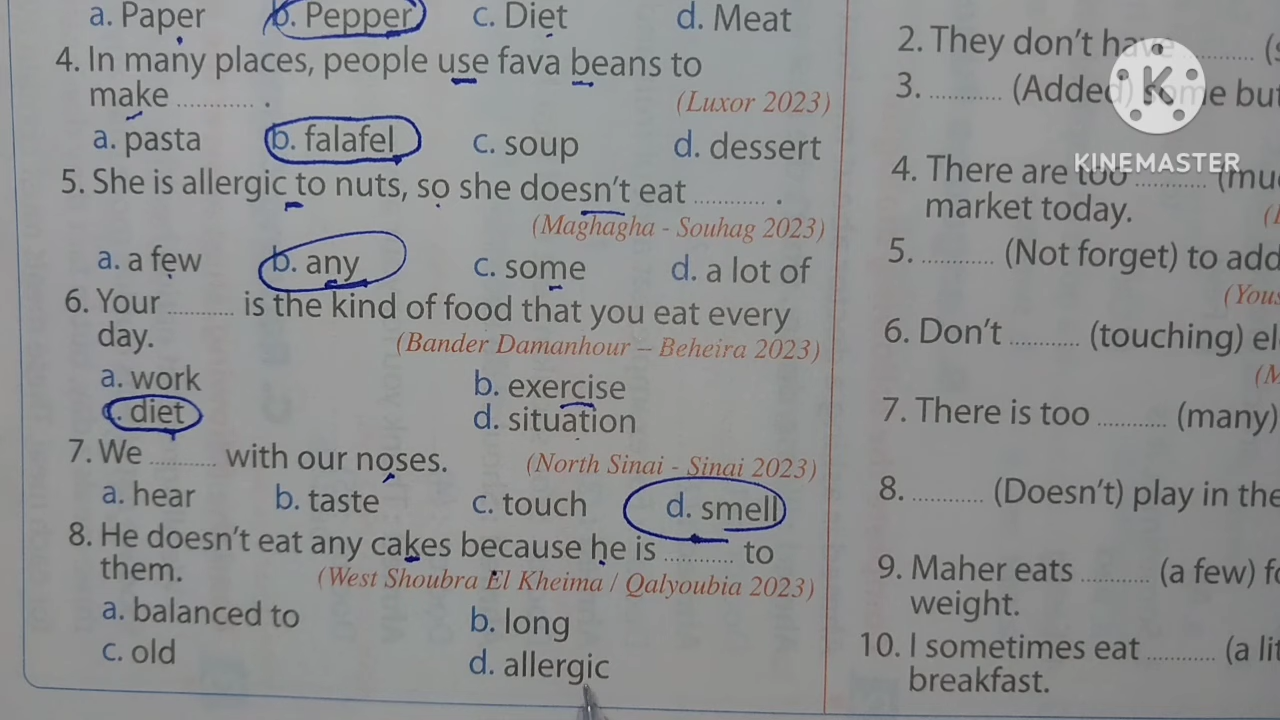 a. Paper b. Pepper c. Diet d. Meat
4. In many places, people use fava beans to
make ............ .
(Luxor 2023)
a. pasta b. falafel c. soup d. dessert
5. She is allergic to nuts, so she doesn't eat ............ .
(Maghagha - Souhag 2023)
a. a few b. any c. some d. a lot of
6. Your ............ is the kind of food that you eat every
day.
(Bander Damanhour – Beheira 2023)
a. work b. exercise
c. diet d. situation
7. We ............ with our noses.
(North Sinai - Sinai 2023)
a. hear b. taste c. touch d. smell
8. He doesn't eat any cakes because he is ............ to
them.
(West Shoubra El Kheima / Qalyoubia 2023)
a. balanced to b. long
c. old d. allergic
2. They don't have ............
3. ............ (Added)
4. There are too ............
market today.
5. ............ (Not forget) to add
6. Don't ............ (touching)
7. There is too ............ (many)
8. ............ (Doesn't) play in the
9. Maher eats ............ (a few)
weight.
10. I sometimes eat ............
breakfast.
K
KINEMASTER